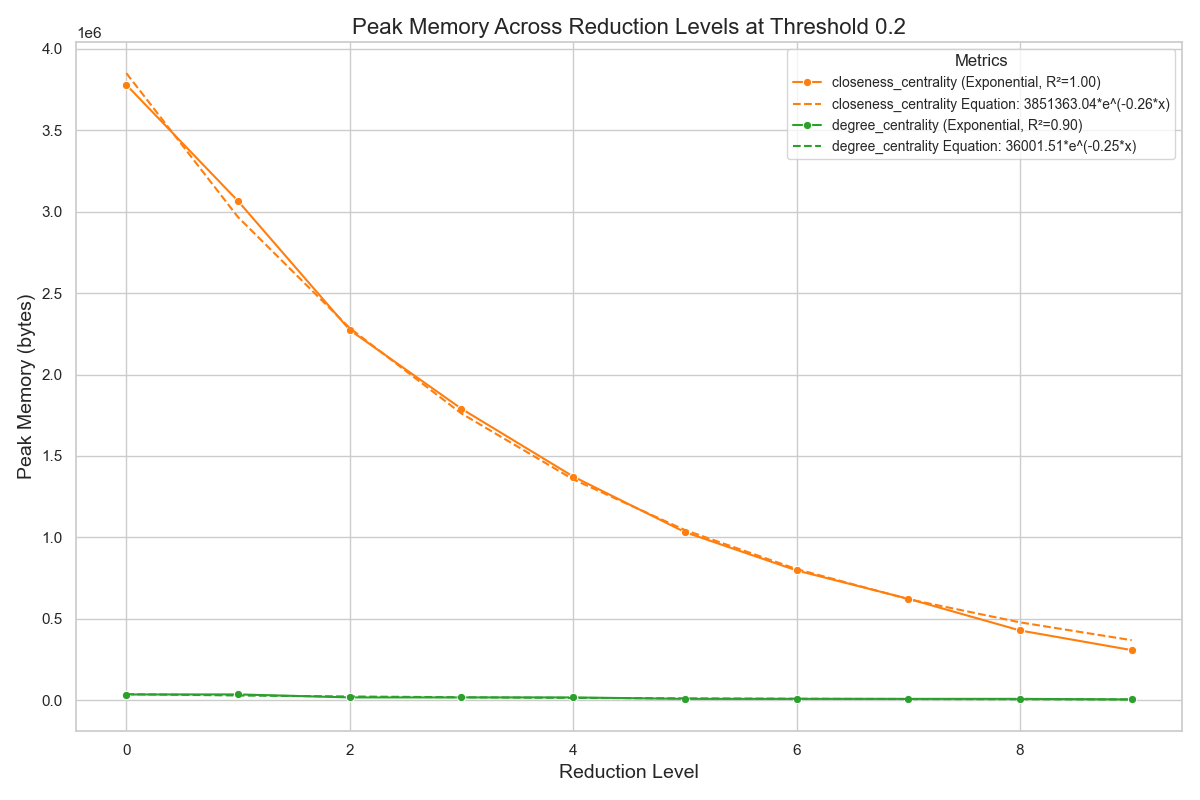 Peak Memory Across Reduction Levels at Threshold 0.2
1e6
4.0
3.5
3.0
2.5
2.0
1.5
1.0
0.5
0.0
Peak Memory (bytes)
Metrics
closeness_centrality (Exponential, R²=1.00)
closeness_centrality Equation: 3851363.04*e^(-0.26*x)
degree_centrality (Exponential, R²=0.90)
degree_centrality Equation: 36001.51*e^(-0.25*x)
0 2 4 6 8
Reduction Level